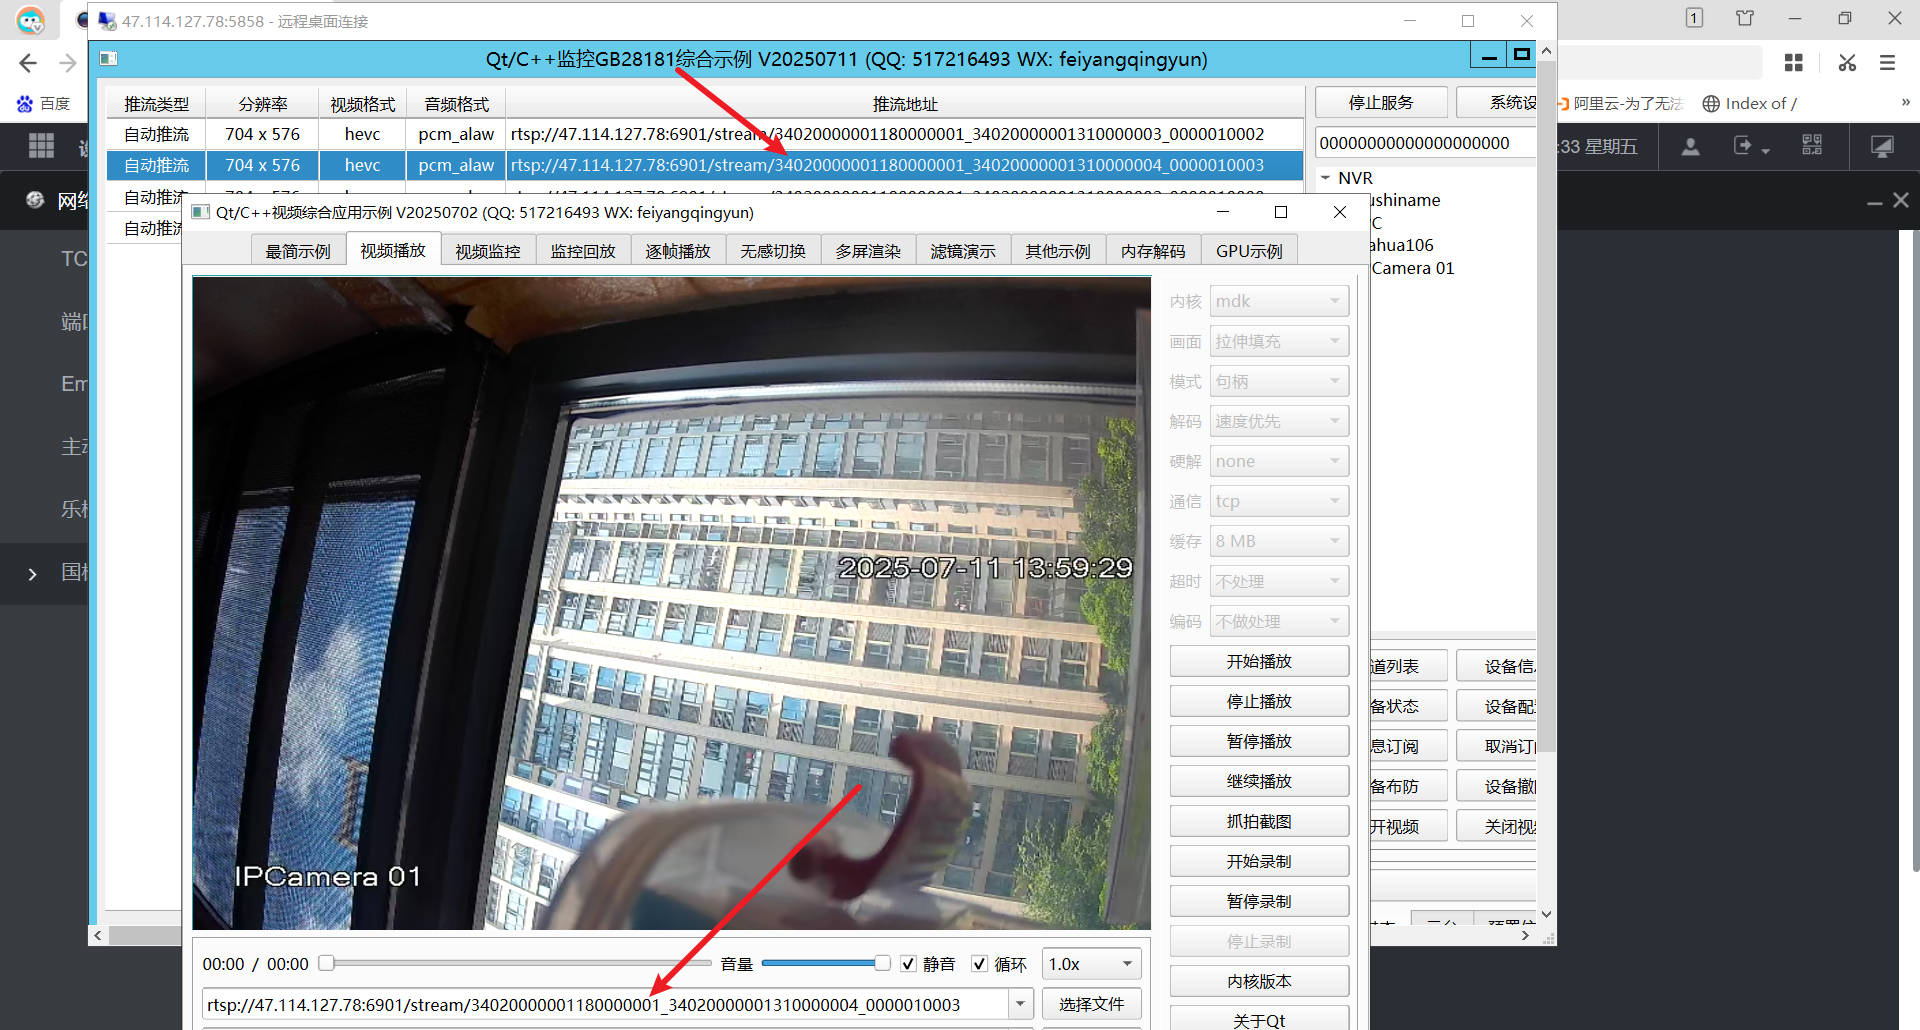 47.114.127.78:5858 - 远程桌面连接
1
百度
阿里云-为了无法
Index of /
»
Qt/C++监控GB28181综合示例 V20250711 (QQ: 517216493 WX: feiyangqingyun)
推流类型 分辨率 视频格式 音频格式 推流地址
自动推流 704 x 576 hevc pcm_alaw rtsp://47.114.127.78:6901/stream/34020000001180000001_34020000001310000003_0000010002
自动推流 704 x 576 hevc pcm_alaw rtsp://47.114.127.78:6901/stream/34020000001180000001_34020000001310000004_0000010003
自动推流
自动推流
停止服务 系统设
00000000000000000000
:33 星期五
NVR
ushiname
C
ahua106
Camera 01
网络
TC
端口
Em
主动
国标
Qt/C++视频综合应用示例 V20250702 (QQ: 517216493 WX: feiyangqingyun)
最简示例 视频播放 视频监控 监控回放 逐帧播放 无感切换 多屏渲染 滤镜演示 其他示例 内存解码 GPU示例
内核 mdk
画面 拉伸填充
模式 句柄
解码 速度优先
硬解 none
通信 tcp
缓存 8 MB
超时 不处理
编码 不做处理
开始播放
停止播放
暂停播放
继续播放
抓拍截图
开始录制
暂停录制
停止录制
内核版本
关于Qt
2025-07-11 13:59:29
IPCamera 01
道列表 设备信
备状态 设备配
息订阅 取消订
备布防 设备撤
开视频 关闭视
00:00 / 00:00 音量 静音 循环 1.0x
rtsp://47.114.127.78:6901/stream/34020000001180000001_34020000001310000004_0000010003 选择文件